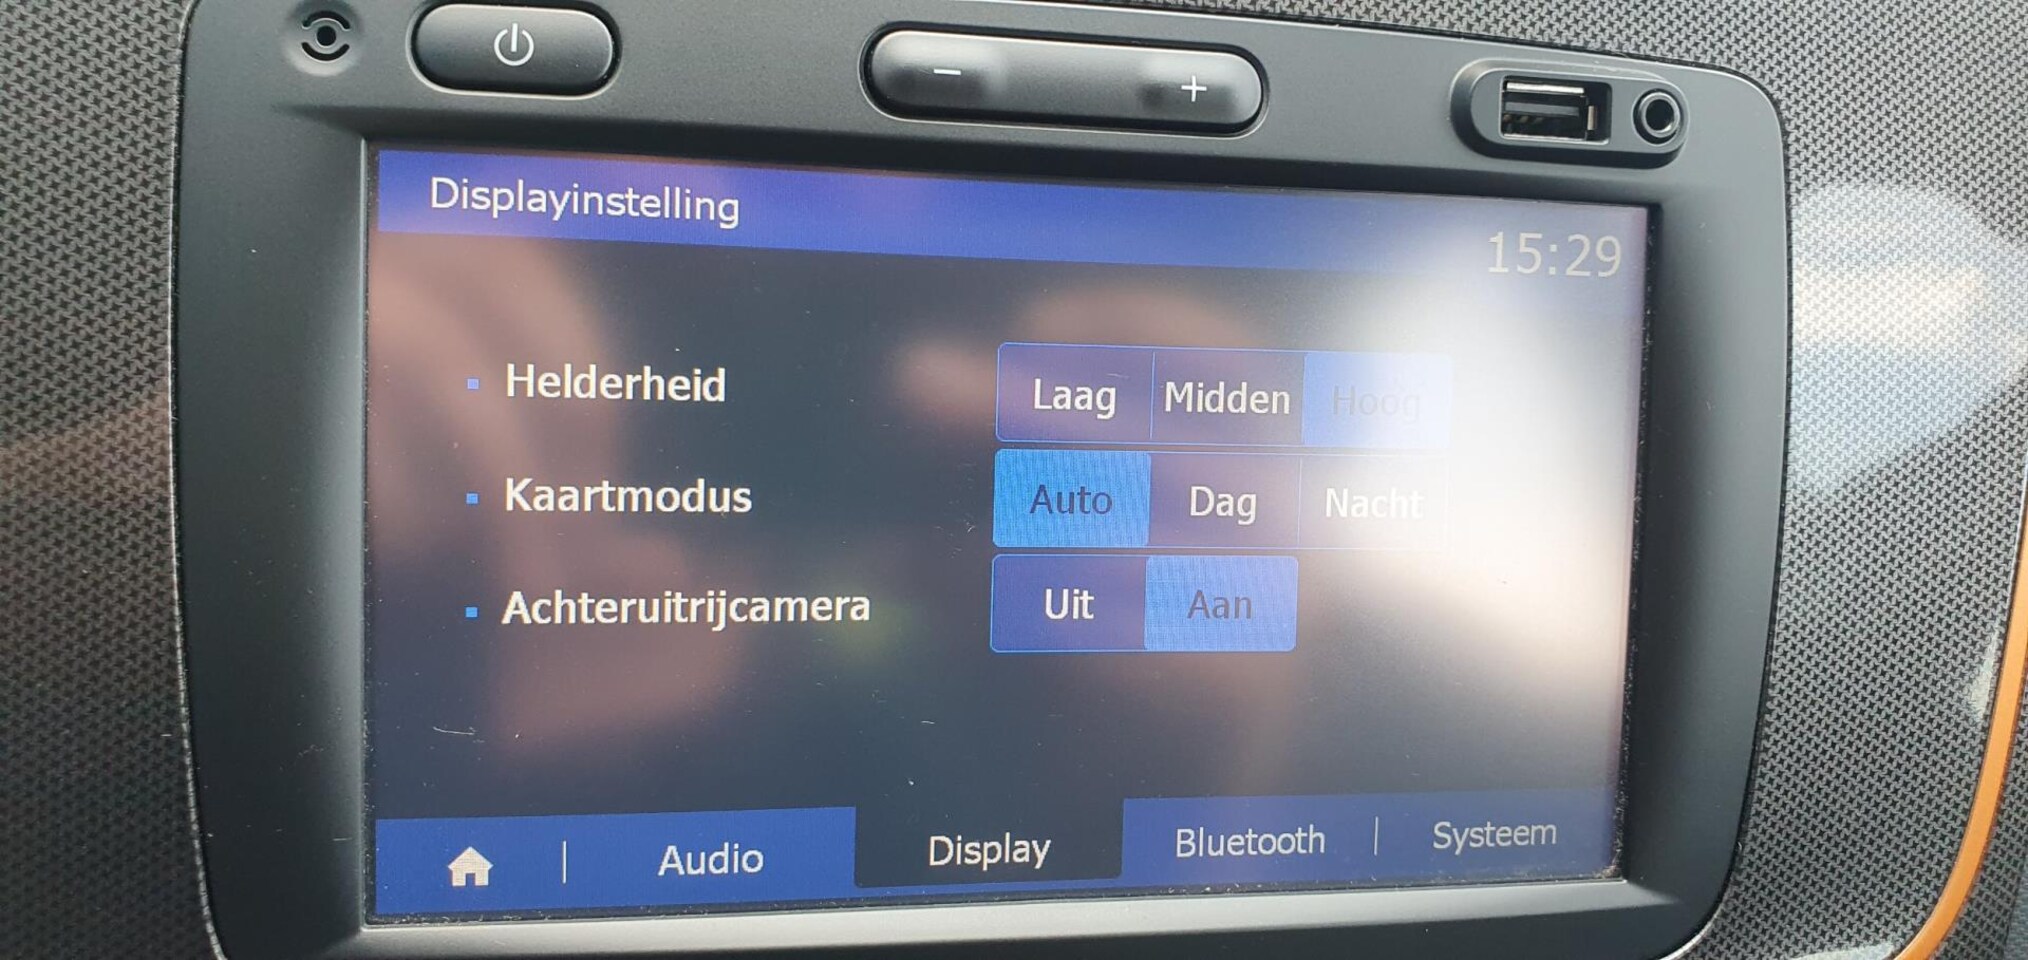 Displayinstelling
15:29
Helderheid Laag Midden Hoog
Kaartmodus Auto Dag Nacht
Achteruitrijcamera Uit Aan
Audio Display Bluetooth Systeem